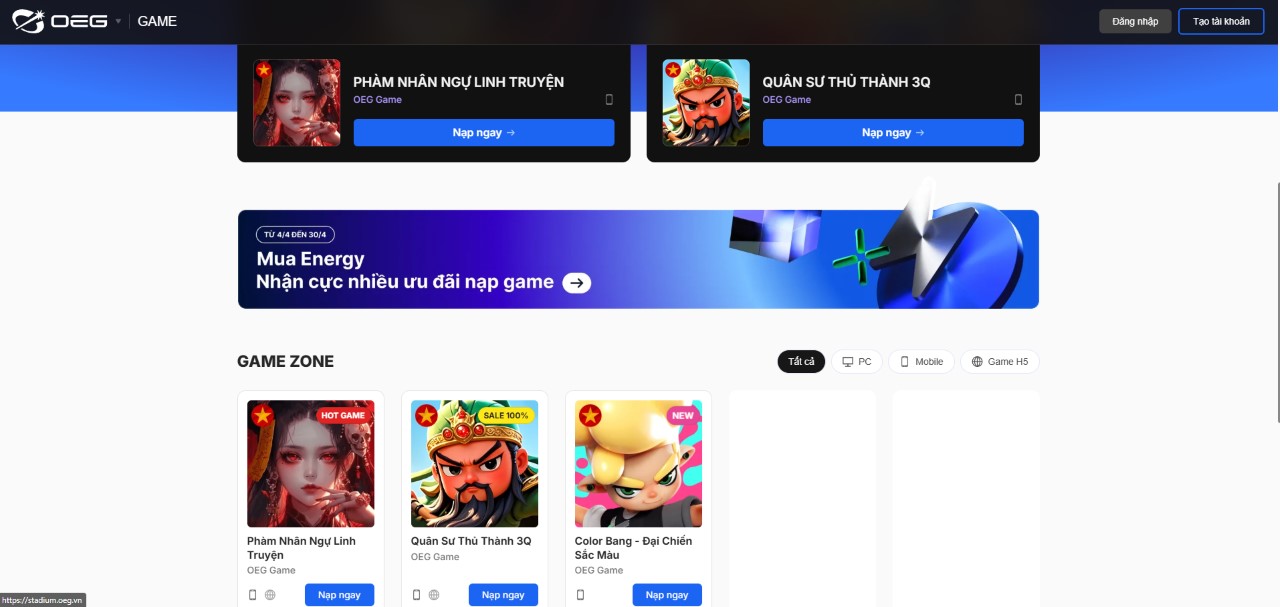 OEG GAME Đăng nhập Tạo tài khoản
PHÀM NHÂN NGỰ LINH TRUYỆN
OEG Game
Nạp ngay →
QUÂN SƯ THỦ THÀNH 3Q
OEG Game
Nạp ngay →
TỪ 4/4 ĐẾN 30/4
Mua Energy
Nhận cực nhiều ưu đãi nạp game →
GAME ZONE
Tất cả PC Mobile Game H5
HOT GAME
Phàm Nhân Ngự Linh
Truyện
OEG Game
Nạp ngay
SALE 100%
Quân Sư Thủ Thành 3Q
OEG Game
Nạp ngay
NEW
Color Bang - Đại Chiến
Sắc Màu
OEG Game
Nạp ngay
https://stadium.oeg.vn